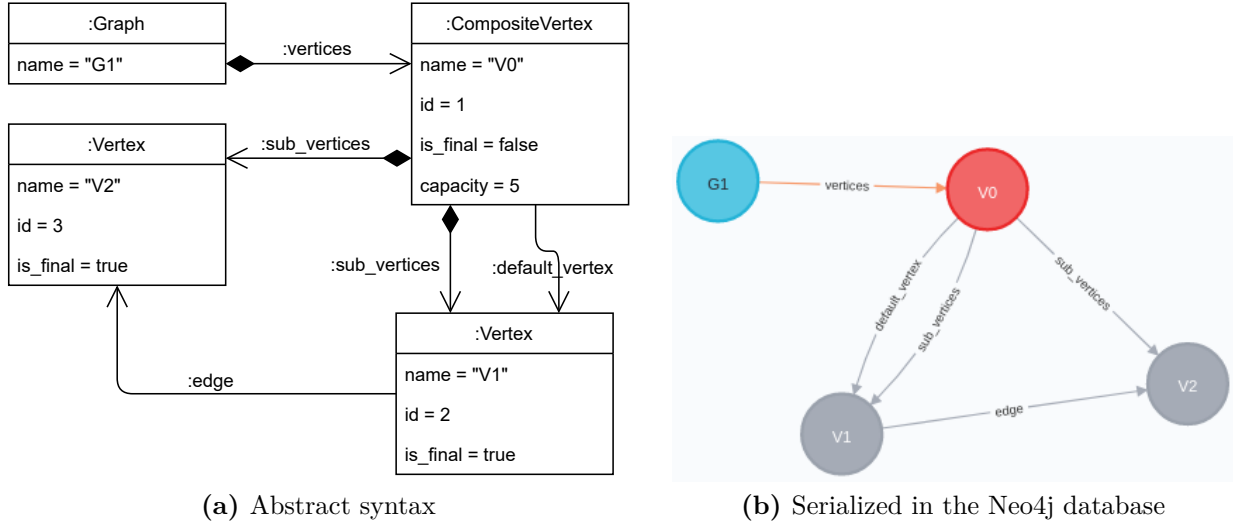 :Graph
name = "G1"
:vertices
:CompositeVertex
name = "V0"
id = 1
is_final = false
capacity = 5
:sub_vertices
:Vertex
name = "V2"
id = 3
is_final = true
:sub_vertices
:default_vertex
:Vertex
name = "V1"
id = 2
is_final = true
:edge
(a) Abstract syntax
G1
vertices
V0
default_vertex
sub_vertices
sub_vertices
V1
edge
V2
(b) Serialized in the Neo4j database